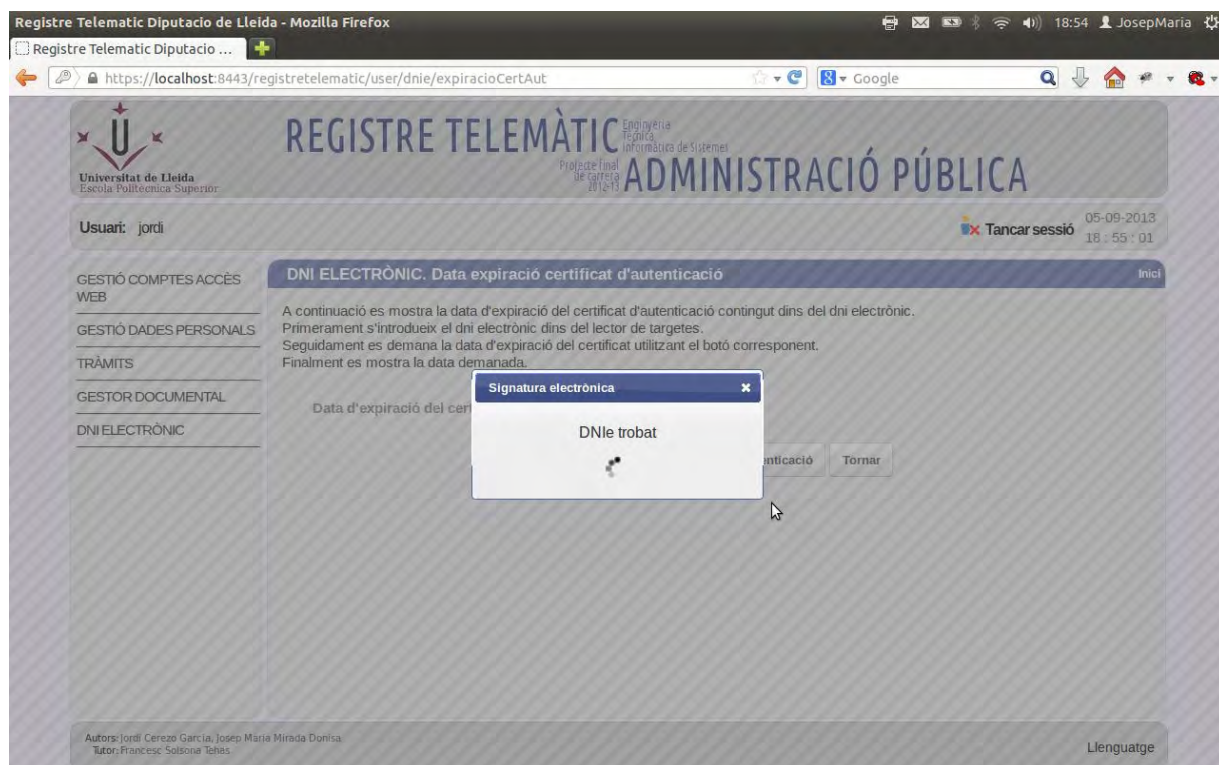 Registre Telematic Diputacio de Lleida - Mozilla Firefox
18:54 JosepMaria
Registre Telematic Diputacio ...
https://localhost:8443/registretelematic/user/dnie/expiracioCertAut
Google
Universitat de Lleida
Escola Politècnica Superior
REGISTRE TELEMÀTIC
Enginyeria
Tècnica
Informàtica de Sistemes
Projecte final
de carrera
2012-13
ADMINISTRACIÓ PÚBLICA
Usuari: jordi
Tancar sessió
05-09-2013
18 : 55 : 01
GESTIÓ COMPTES ACCÈS
WEB
GESTIÓ DADES PERSONALS
TRÀMITS
GESTOR DOCUMENTAL
DNI ELECTRÒNIC
DNI ELECTRÒNIC. Data expiració certificat d'autenticació
Inici
A continuació es mostra la data d'expiració del certificat d'autenticació contingut dins del dni electrònic.
Primerament s'introdueix el dni electrònic dins del lector de targetes.
Seguidament es demana la data d'expiració del certificat utilitzant el botó corresponent.
Finalment es mostra la data demanada.
Data d'expiració del cer
Signatura electrònica
DNIe trobat
enticació
Tornar
Autors: Jordi Cerezo Garcia, Josep Maria Mirada Donisa
Tutor: Francesc Solsona Tehas
Llenguatge